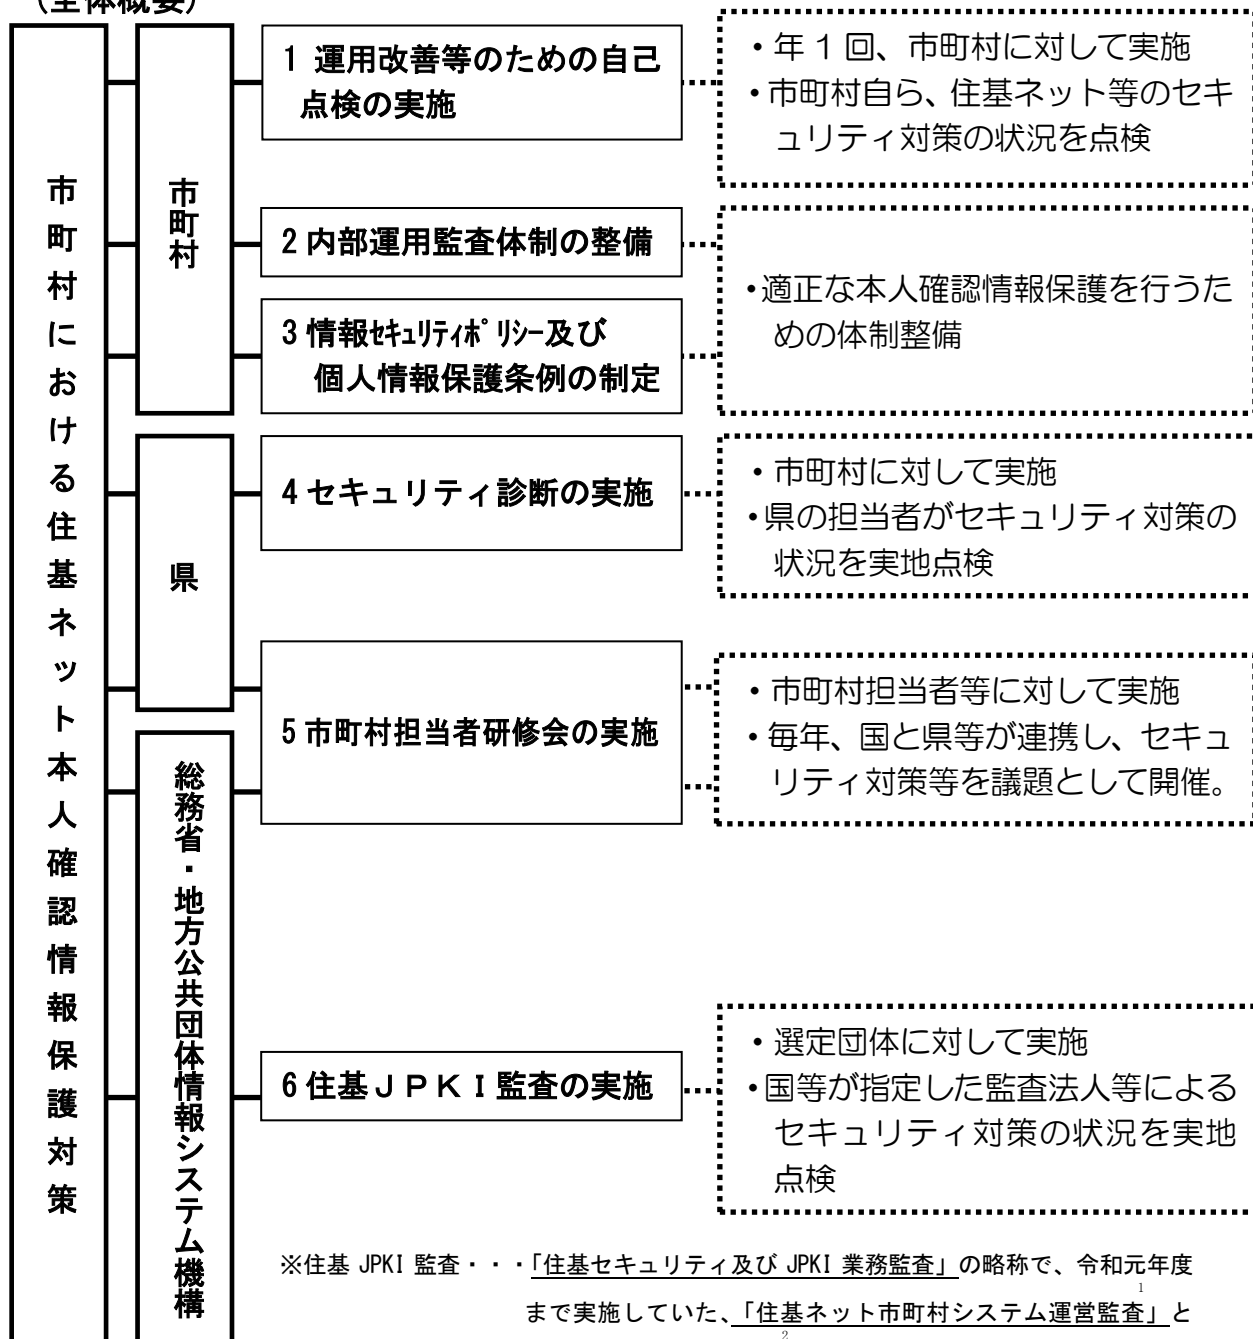 (全体概要)
市町村における住基ネット本人確認情報保護対策
市町村
1 運用改善等のための自己
点検の実施
・年1回、市町村に対して実施
・市町村自ら、住基ネット等のセキ
ュリティ対策の状況を点検
2 内部運用監査体制の整備
3 情報ｾｷｭﾘﾃｨﾎﾟﾘｼｰ及び
個人情報保護条例の制定
・適正な本人確認情報保護を行うた
めの体制整備
県
4 セキュリティ診断の実施
・市町村に対して実施
・県の担当者がセキュリティ対策の
状況を実地点検
5 市町村担当者研修会の実施
・市町村担当者等に対して実施
・毎年、国と県等が連携し、セキュ
リティ対策等を議題として開催。
総務省・地方公共団体情報システム機構
6 住基ＪＰＫＩ監査の実施
・選定団体に対して実施
・国等が指定した監査法人等による
セキュリティ対策の状況を実地
点検
※住基 JPKI 監査・・・「住基セキュリティ及び JPKI 業務監査」の略称で、令和元年度
1
まで実施していた、「住基ネット市町村システム運営監査」と
2